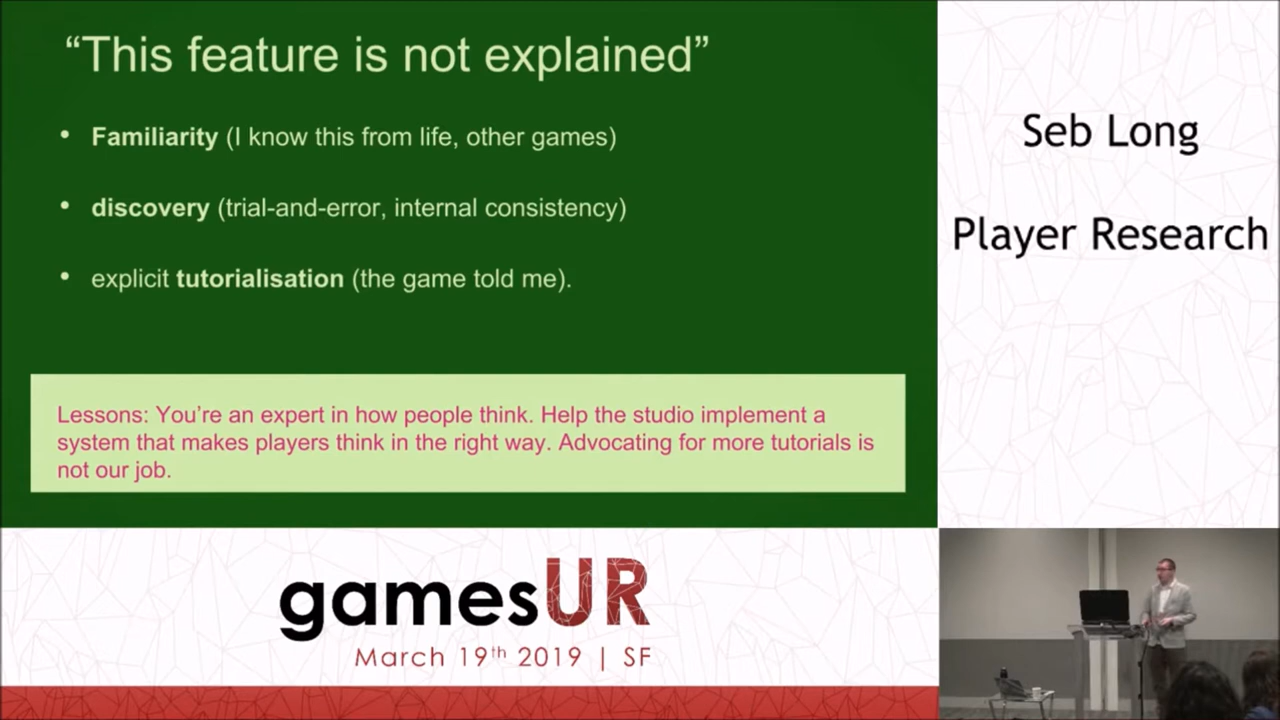 “This feature is not explained”
• Familiarity (I know this from life, other games)
• discovery (trial-and-error, internal consistency)
• explicit tutorialisation (the game told me).
Lessons: You’re an expert in how people think. Help the studio implement a
system that makes players think in the right way. Advocating for more tutorials is
not our job.
Seb Long
Player Research
gamesUR
March 19th 2019 | SF